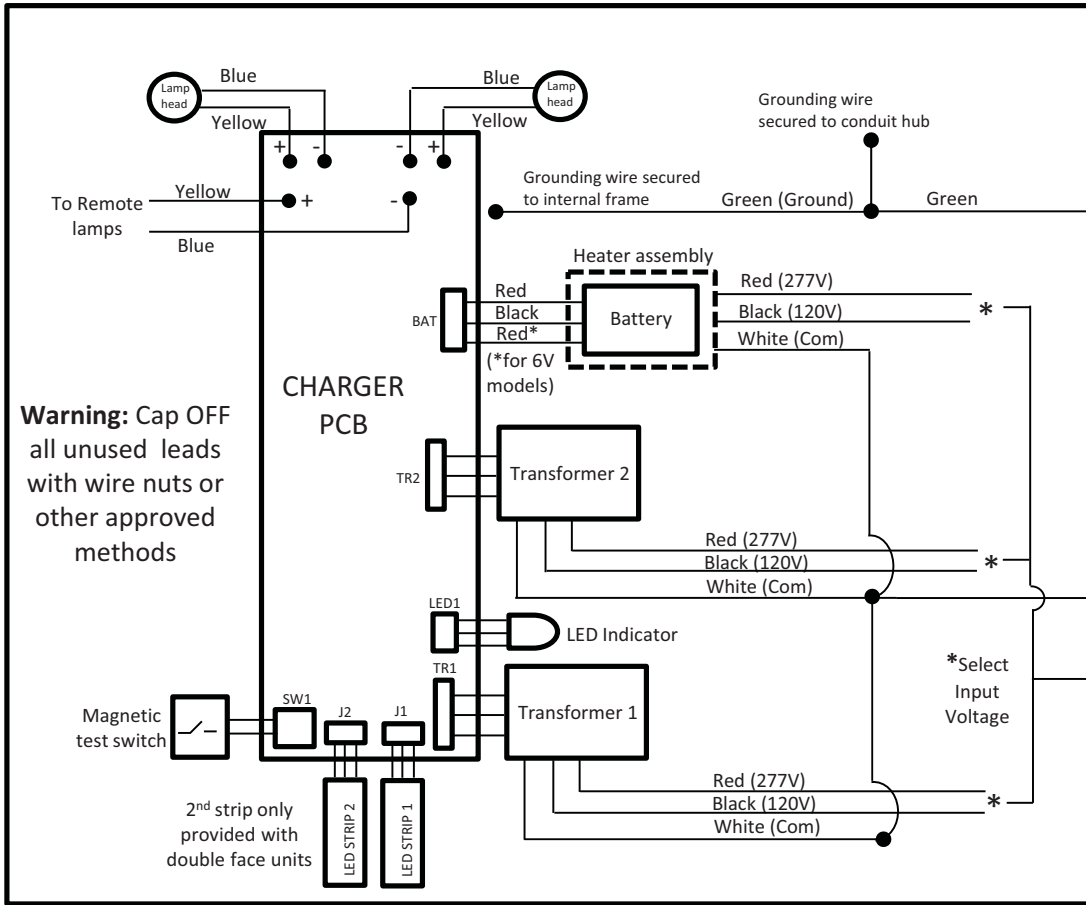 Lamp
head
Blue
Yellow
Blue
Yellow
Lamp
head
+ -
- +
Yellow
+
-
To Remote
lamps
Blue
Grounding wire
secured to conduit hub
Grounding wire secured
to internal frame
Green (Ground)
Green
Heater assembly
BAT
Red
Black
Red*
(*for 6V
models)
Battery
Red (277V)
Black (120V)
*
White (Com)
CHARGER
PCB
Warning: Cap OFF
all unused leads
with wire nuts or
other approved
methods
TR2
Transformer 2
Red (277V)
Black (120V)
*
White (Com)
LED1
LED Indicator
TR1
Transformer 1
*Select
Input
Voltage
Magnetic
test switch
SW1
J2
J1
Red (277V)
Black (120V)
*
White (Com)
2nd strip only
provided with
double face units
LED STRIP 2
LED STRIP 1